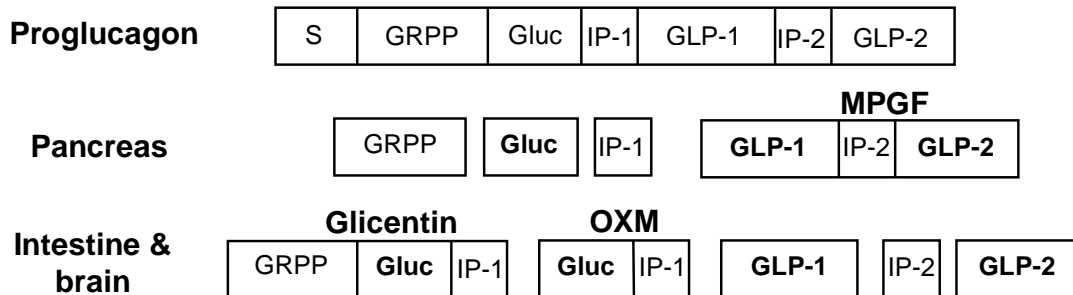 Proglucagon S GRPP Gluc IP-1 GLP-1 IP-2 GLP-2
MPGF
Pancreas GRPP Gluc IP-1 GLP-1 IP-2 GLP-2
Glicentin OXM
Intestine &
brain GRPP Gluc IP-1 Gluc IP-1 GLP-1 IP-2 GLP-2